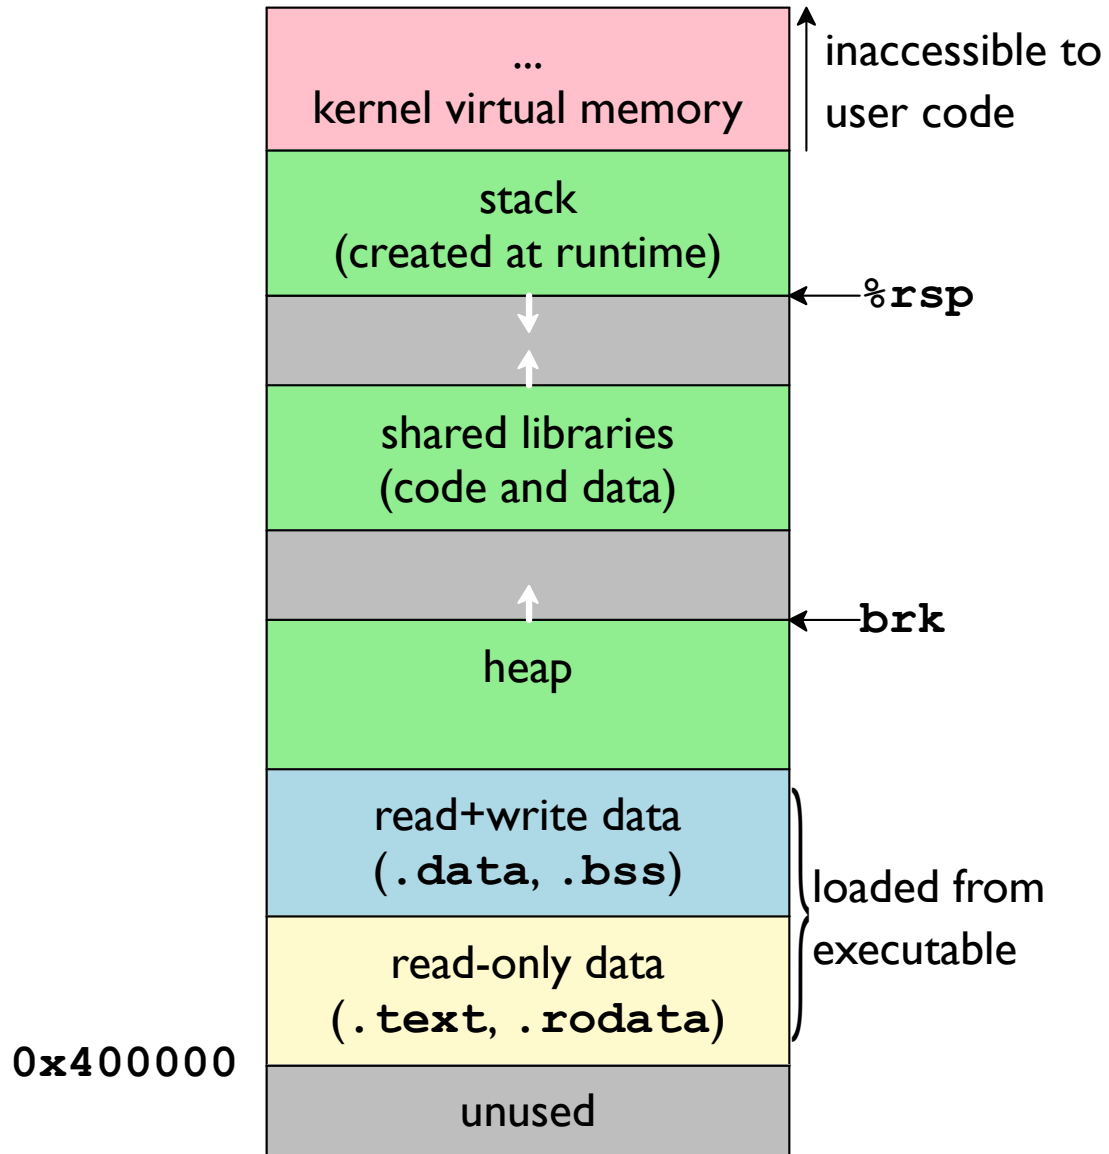 ...
kernel virtual memory
inaccessible to
user code
stack
(created at runtime)
%rsp
shared libraries
(code and data)
brk
heap
read+write data
(.data, .bss)
loaded from
executable
read-only data
(.text, .rodata)
0x400000
unused